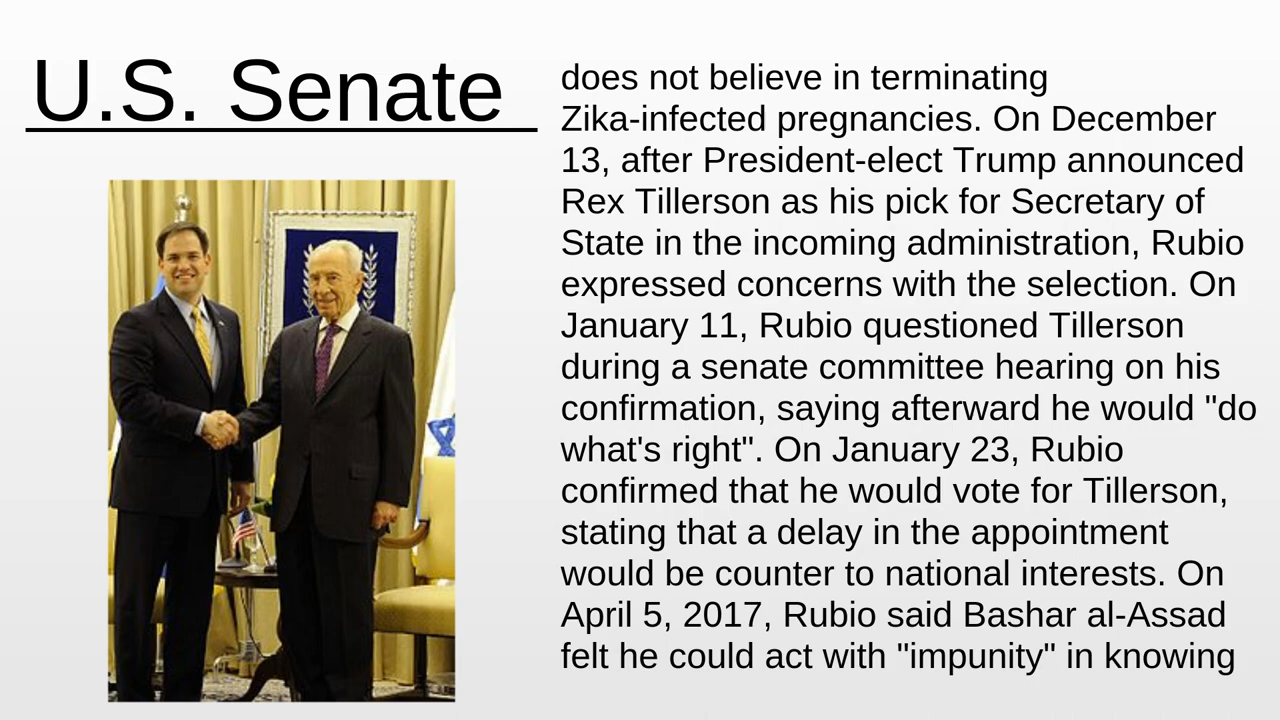 U.S. Senate
does not believe in terminating
Zika-infected pregnancies. On December
13, after President-elect Trump announced
Rex Tillerson as his pick for Secretary of
State in the incoming administration, Rubio
expressed concerns with the selection. On
January 11, Rubio questioned Tillerson
during a senate committee hearing on his
confirmation, saying afterward he would "do
what's right". On January 23, Rubio
confirmed that he would vote for Tillerson,
stating that a delay in the appointment
would be counter to national interests. On
April 5, 2017, Rubio said Bashar al-Assad
felt he could act with "impunity" in knowing